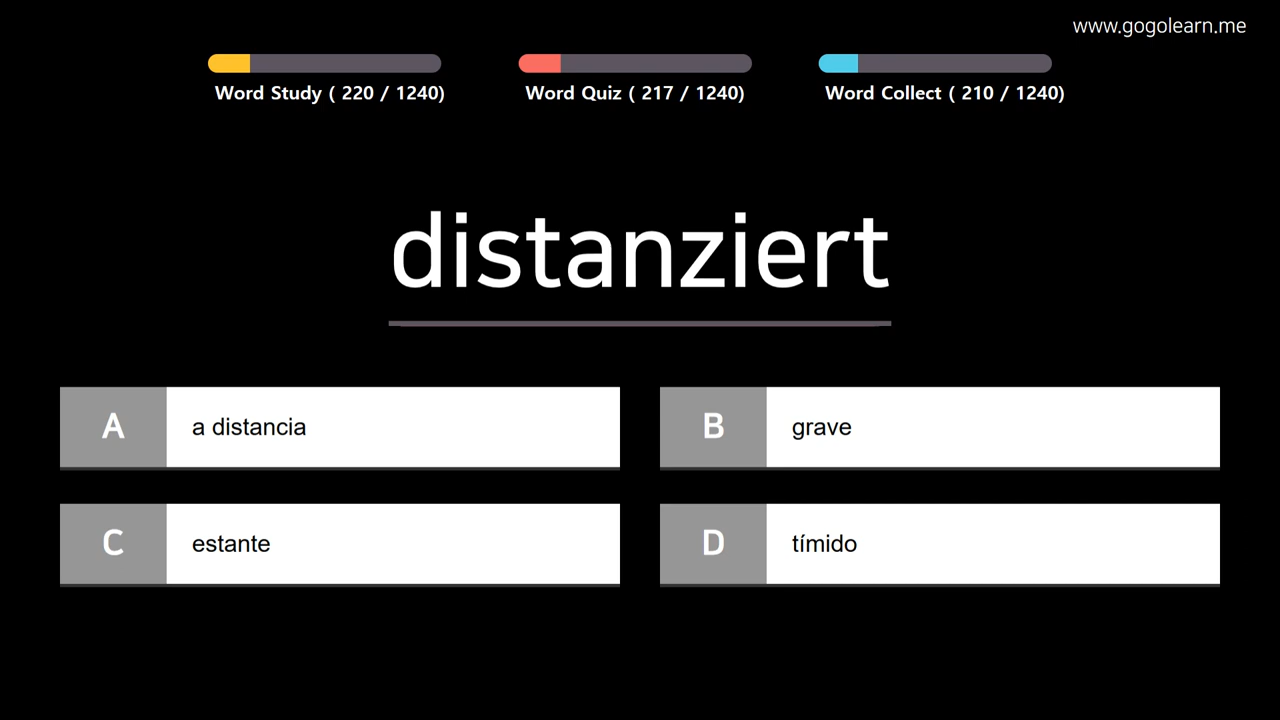 www.gogolearn.me
Word Study ( 220 / 1240)
Word Quiz ( 217 / 1240)
Word Collect ( 210 / 1240)
distanziert
A a distancia
B grave
C estante
D tímido